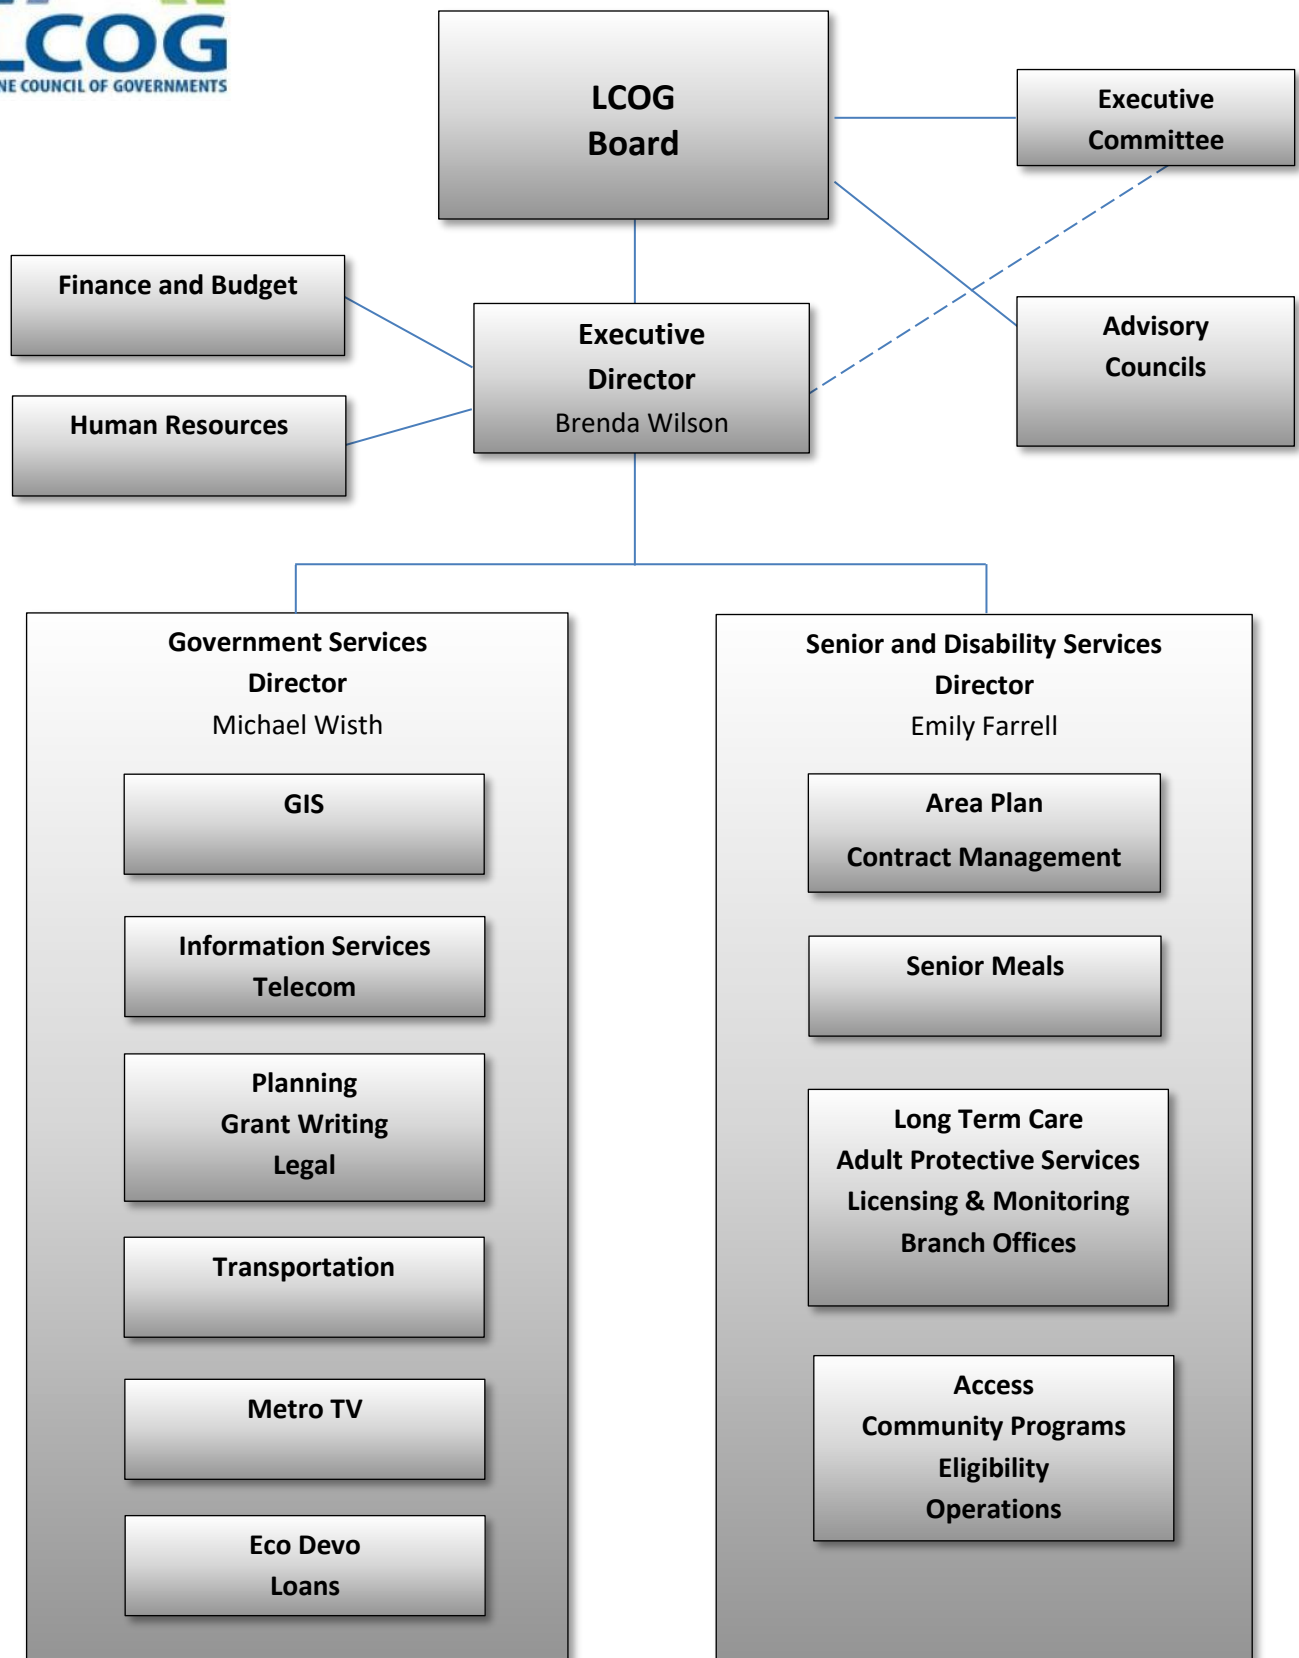 LCOG
NE COUNCIL OF GOVERNMENTS
LCOG
Board
Executive
Committee
Finance and Budget
Executive
Director
Brenda Wilson
Advisory
Councils
Human Resources
Government Services
Director
Michael Wisth
GIS
Information Services
Telecom
Planning
Grant Writing
Legal
Transportation
Metro TV
Eco Devo
Loans
Senior and Disability Services
Director
Emily Farrell
Area Plan
Contract Management
Senior Meals
Long Term Care
Adult Protective Services
Licensing & Monitoring
Branch Offices
Access
Community Programs
Eligibility
Operations